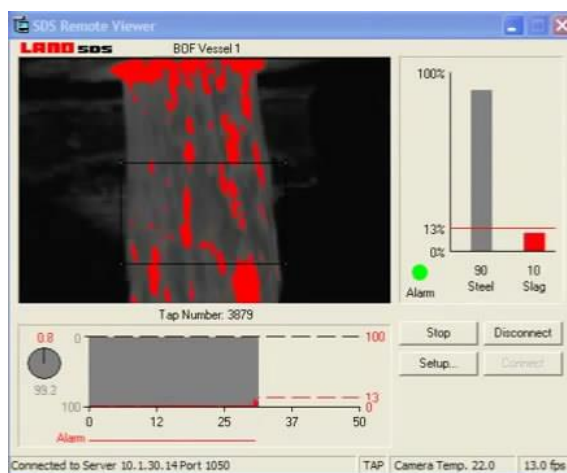 SDS Remote Viewer
LAND SDS BOF Vessel 1
100%
13%
0%
90 10
Alarm Steel Slag
Tap Number: 3879
0.8 0 100
99.2
100 13
0
0 12 25 37 50
Alarm
Stop Disconnect
Setup... Connect
Connected to Server 10.1.30.14 Port 1050 TAP Camera Temp. 22.0 13.0 fps